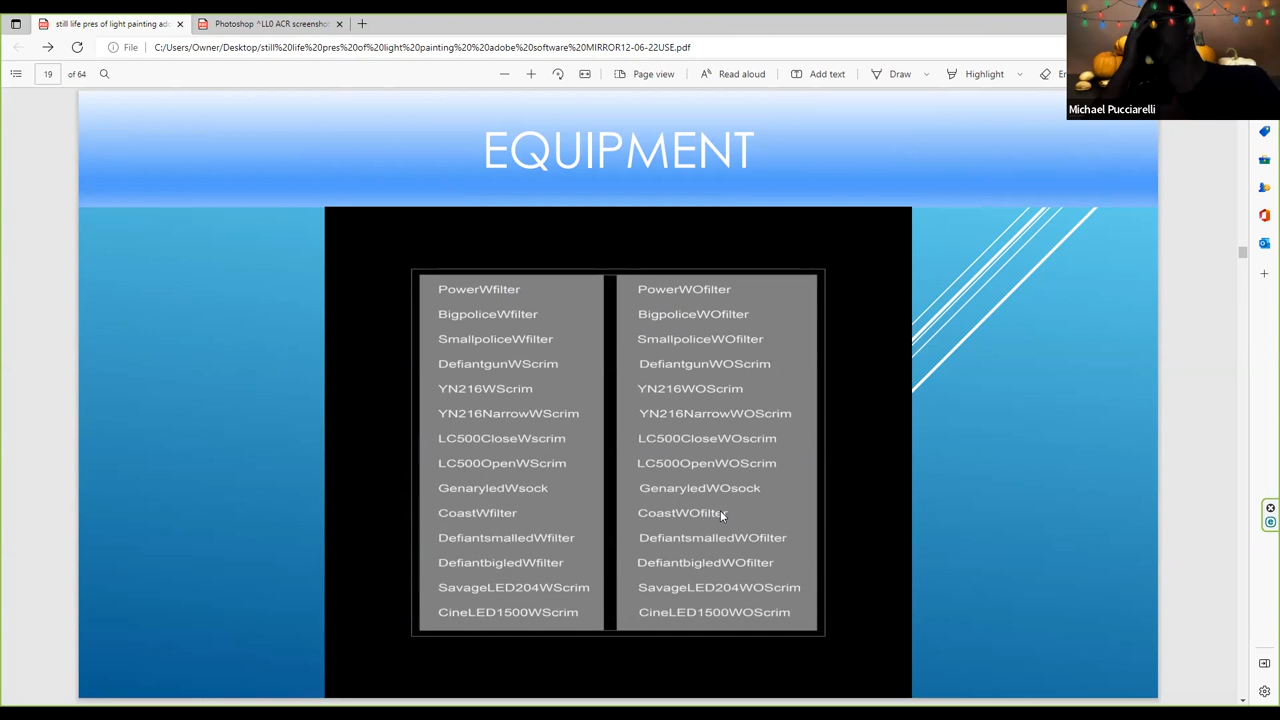 still life pres of light painting ado
Photoshop ^LL0 ACR screenshot
File
C:/Users/Owner/Desktop/still%20life%20pres%20of%20light%20painting%20%20adobe%20software%20MIRROR12-06-22USE.pdf
19 of 64
Page view
Read aloud
Add text
Draw
Highlight
Michael Pucciarelli
EQUIPMENT
PowerWfilter
BigpoliceWfilter
SmallpoliceWfilter
DefiantgunWScrim
YN216WScrim
YN216NarrowWScrim
LC500CloseWscrim
LC500OpenWScrim
GenaryledWsock
CoastWfilter
DefiantsmalledWfilter
DefiantbigledWfilter
SavageLED204WScrim
CineLED1500WScrim
PowerWOfilter
BigpoliceWOfilter
SmallpoliceWOfilter
DefiantgunWOScrim
YN216WOScrim
YN216NarrowWOScrim
LC500CloseWOscrim
LC500OpenWOScrim
GenaryledWOsock
CoastWOfilter
DefiantsmalledWOfilter
DefiantbigledWOfilter
SavageLED204WOScrim
CineLED1500WOScrim